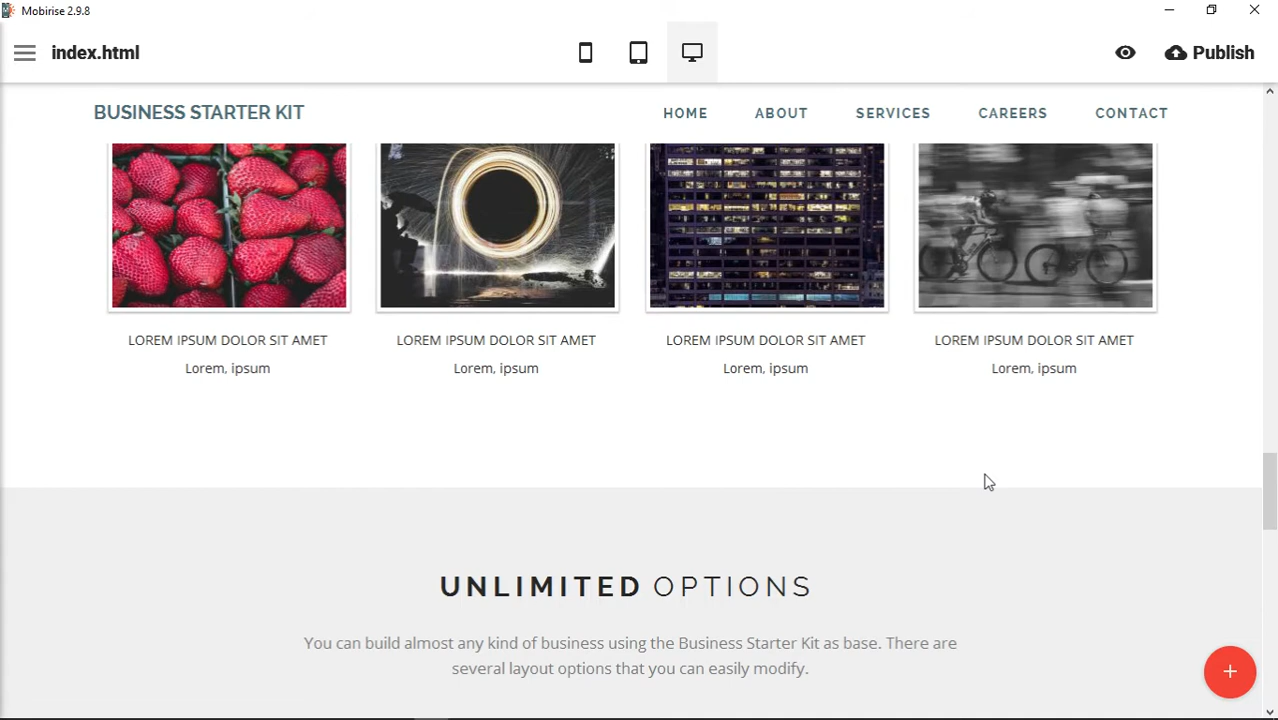 Mobirise 2.9.8
index.html
Publish
BUSINESS STARTER KIT
HOME ABOUT SERVICES CAREERS CONTACT
LOREM IPSUM DOLOR SIT AMET LOREM IPSUM DOLOR SIT AMET LOREM IPSUM DOLOR SIT AMET LOREM IPSUM DOLOR SIT AMET
Lorem, ipsum Lorem, ipsum Lorem, ipsum Lorem, ipsum
UNLIMITED OPTIONS
You can build almost any kind of business using the Business Starter Kit as base. There are
several layout options that you can easily modify.